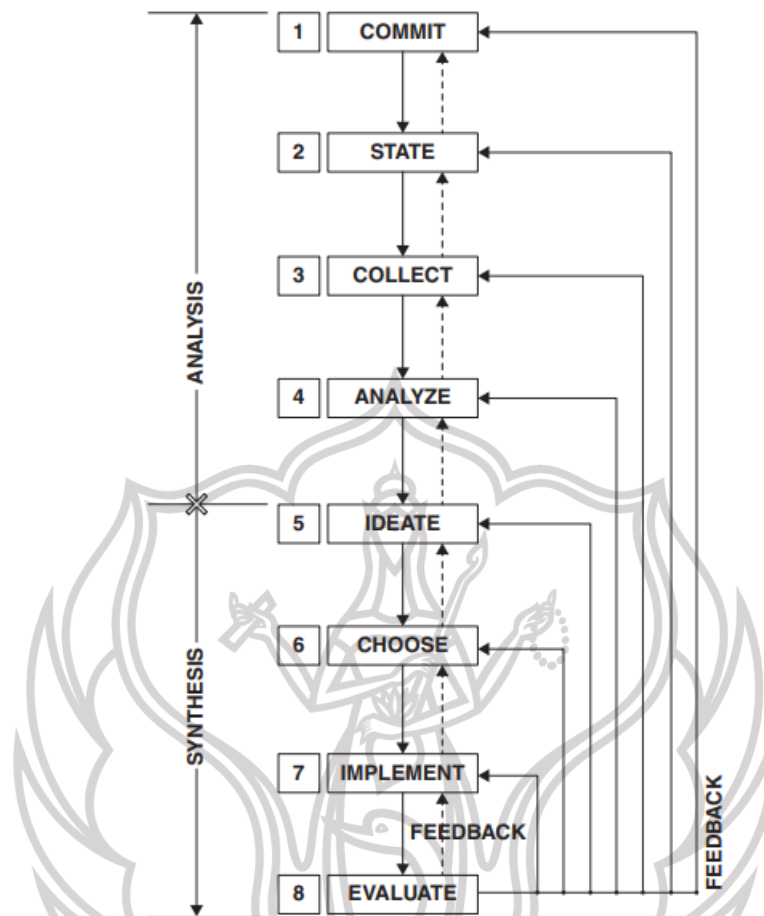 1 COMMIT
2 STATE
3 COLLECT
ANALYSIS
4 ANALYZE
5 IDEATE
6 CHOOSE
SYNTHESIS
7 IMPLEMENT
FEEDBACK
FEEDBACK
8 EVALUATE